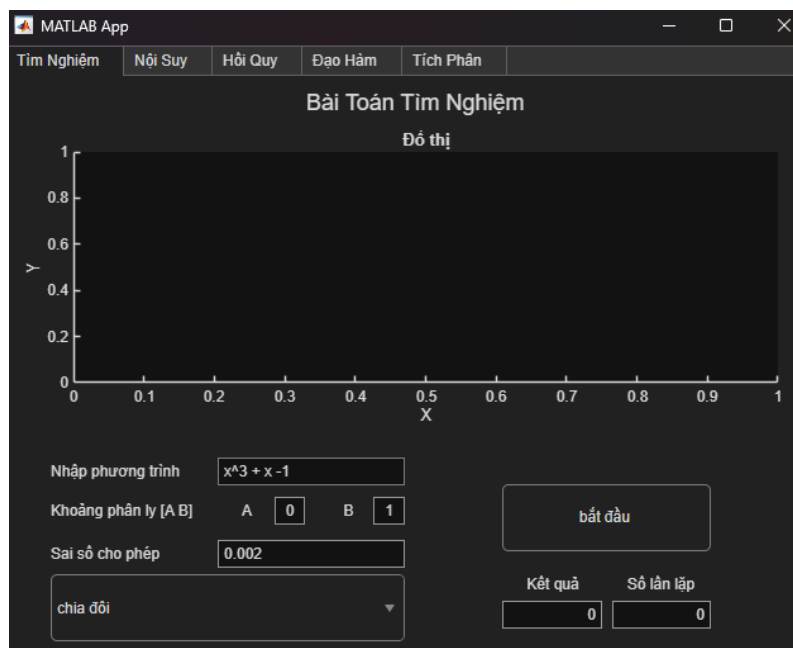 MATLAB App
Tìm Nghiệm Nội Suy Hồi Quy Đạo Hàm Tích Phân
Bài Toán Tìm Nghiệm
Đồ thị
1
0.8
0.6
Y
0.4
0.2
0
0 0.1 0.2 0.3 0.4 0.5 0.6 0.7 0.8 0.9 1
X
Nhập phương trình x^3 + x -1
Khoảng phân ly [A B] A 0 B 1
bắt đầu
Sai số cho phép 0.002
Kết quả Số lần lặp
chia đôi
0 0